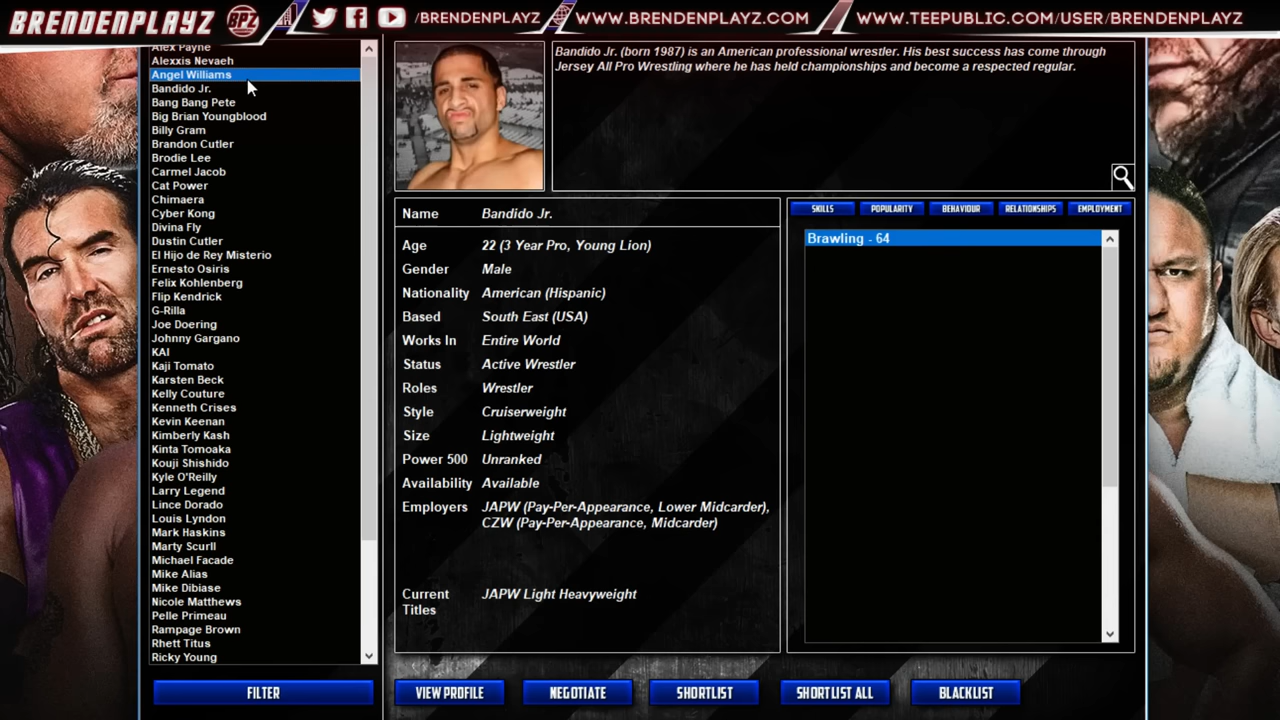 BRENDENPLAYZ BPZ /BRENDENPLAYZ WWW.BRENDENPLAYZ.COM WWW.TEEPUBLIC.COM/USER/BRENDENPLAYZ
Alex Payne
Alexxis Nevaeh
Angel Williams
Bandido Jr.
Bang Bang Pete
Big Brian Youngblood
Billy Gram
Brandon Cutler
Brodie Lee
Carmel Jacob
Cat Power
Chimaera
Cyber Kong
Divina Fly
Dustin Cutler
El Hijo de Rey Misterio
Ernesto Osiris
Felix Kohlenberg
Flip Kendrick
G-Rilla
Joe Doering
Johnny Gargano
KAI
Kaji Tomato
Karsten Beck
Kelly Couture
Kenneth Crises
Kevin Keenan
Kimberly Kash
Kinta Tomoaka
Kouji Shishido
Kyle O'Reilly
Larry Legend
Lince Dorado
Louis Lyndon
Mark Haskins
Marty Scurll
Michael Facade
Mike Alias
Mike Dibiase
Nicole Matthews
Pelle Primeau
Rampage Brown
Rhett Titus
Ricky Young
FILTER
Bandido Jr. (born 1987) is an American professional wrestler. His best success has come through
Jersey All Pro Wrestling where he has held championships and become a respected regular.
Name Bandido Jr.
Age 22 (3 Year Pro, Young Lion)
Gender Male
Nationality American (Hispanic)
Based South East (USA)
Works In Entire World
Status Active Wrestler
Roles Wrestler
Style Cruiserweight
Size Lightweight
Power 500 Unranked
Availability Available
Employers JAPW (Pay-Per-Appearance, Lower Midcarder),
CZW (Pay-Per-Appearance, Midcarder)
Current JAPW Light Heavyweight
Titles
SKILLS POPULARITY BEHAVIOUR RELATIONSHIPS EMPLOYMENT
Brawling - 64
VIEW PROFILE NEGOTIATE SHORTLIST SHORTLIST ALL BLACKLIST